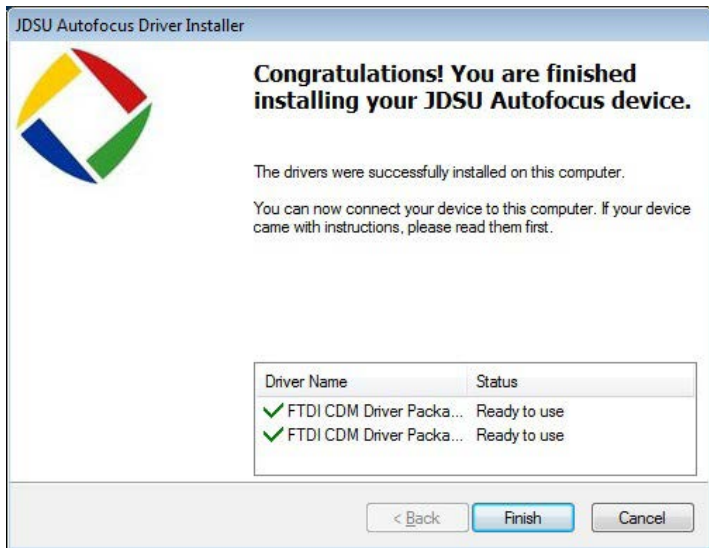 JDSU Autofocus Driver Installer
Congratulations! You are finished
installing your JDSU Autofocus device.
The drivers were successfully installed on this computer.
You can now connect your device to this computer. If your device
came with instructions, please read them first.
Driver Name Status
FTDI CDM Driver Packa... Ready to use
FTDI CDM Driver Packa... Ready to use
< Back Finish Cancel